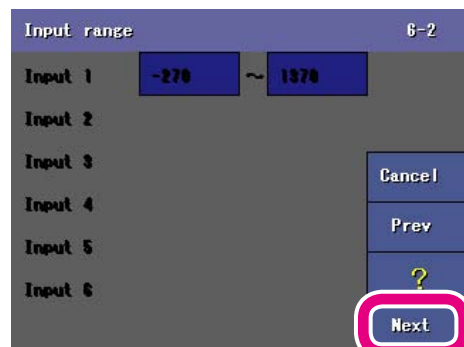 Input range 6-2
Input 1 -270 ~ 1370
Input 2
Input 3
Cancel
Input 4
Prev
Input 5
?
Input 6
Next